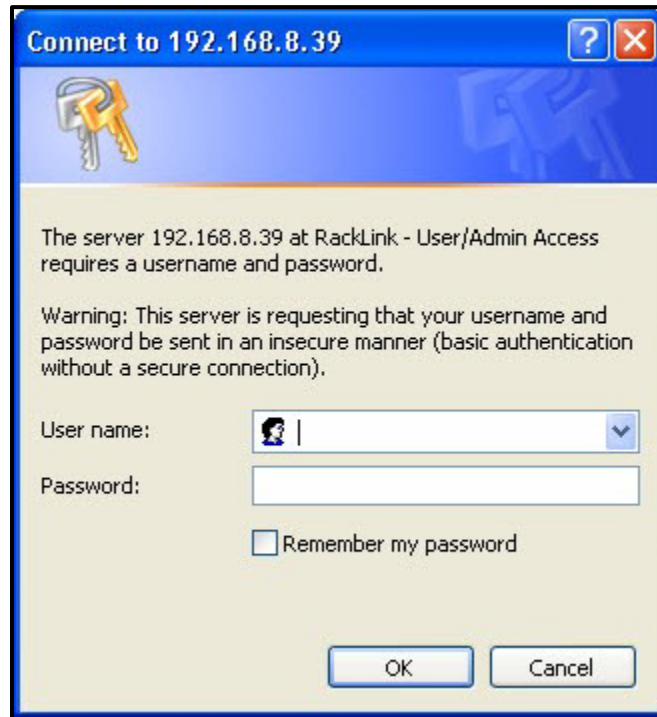 Connect to 192.168.8.39
The server 192.168.8.39 at RackLink - User/Admin Access
requires a username and password.
Warning: This server is requesting that your username and
password be sent in an insecure manner (basic authentication
without a secure connection).
User name:
Password:
Remember my password
OK Cancel